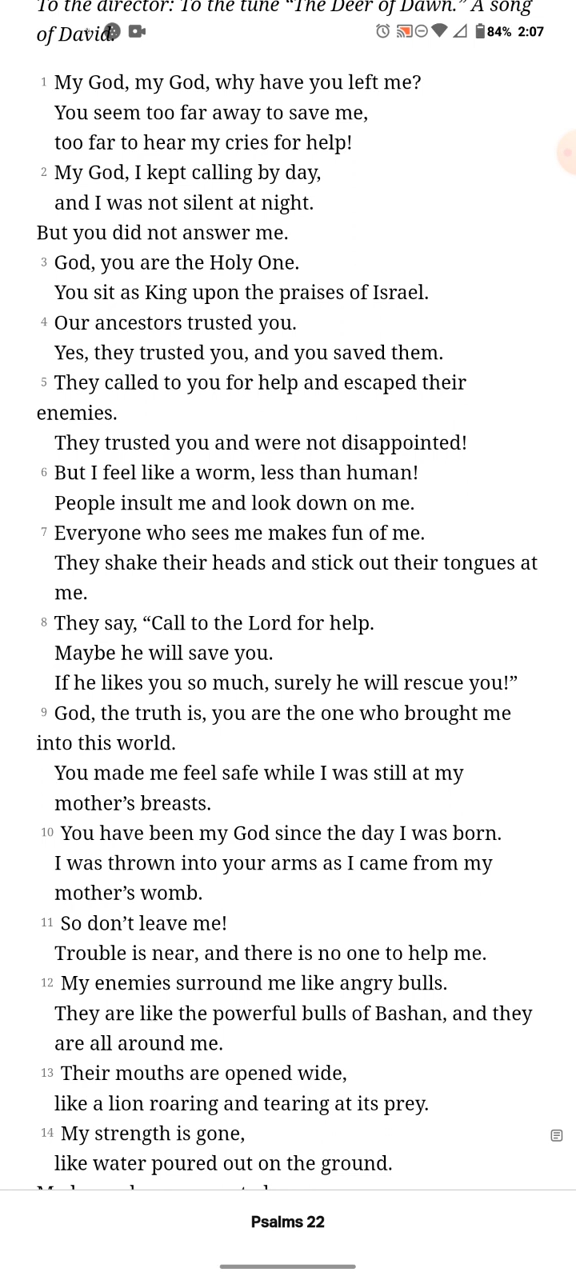 To the director: To the tune “The Deer of Dawn.” A song
of David.
84% 2:07
1 My God, my God, why have you left me?
You seem too far away to save me,
too far to hear my cries for help!
2 My God, I kept calling by day,
and I was not silent at night.
But you did not answer me.
3 God, you are the Holy One.
You sit as King upon the praises of Israel.
4 Our ancestors trusted you.
Yes, they trusted you, and you saved them.
5 They called to you for help and escaped their
enemies.
They trusted you and were not disappointed!
6 But I feel like a worm, less than human!
People insult me and look down on me.
7 Everyone who sees me makes fun of me.
They shake their heads and stick out their tongues at
me.
8 They say, “Call to the Lord for help.
Maybe he will save you.
If he likes you so much, surely he will rescue you!”
9 God, the truth is, you are the one who brought me
into this world.
You made me feel safe while I was still at my
mother’s breasts.
10 You have been my God since the day I was born.
I was thrown into your arms as I came from my
mother’s womb.
11 So don’t leave me!
Trouble is near, and there is no one to help me.
12 My enemies surround me like angry bulls.
They are like the powerful bulls of Bashan, and they
are all around me.
13 Their mouths are opened wide,
like a lion roaring and tearing at its prey.
14 My strength is gone,
like water poured out on the ground.
Psalms 22